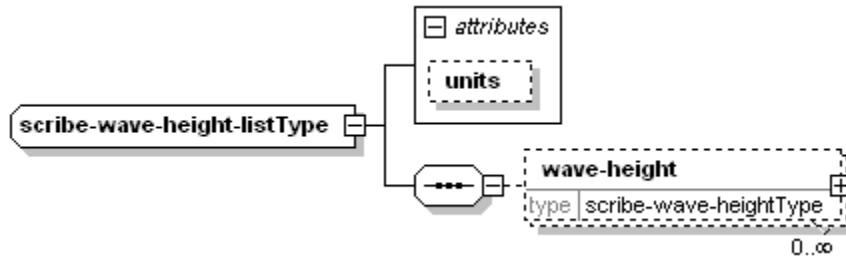 attributes
units
scribe-wave-height-listType
wave-height
type scribe-wave-heightType
0..∞